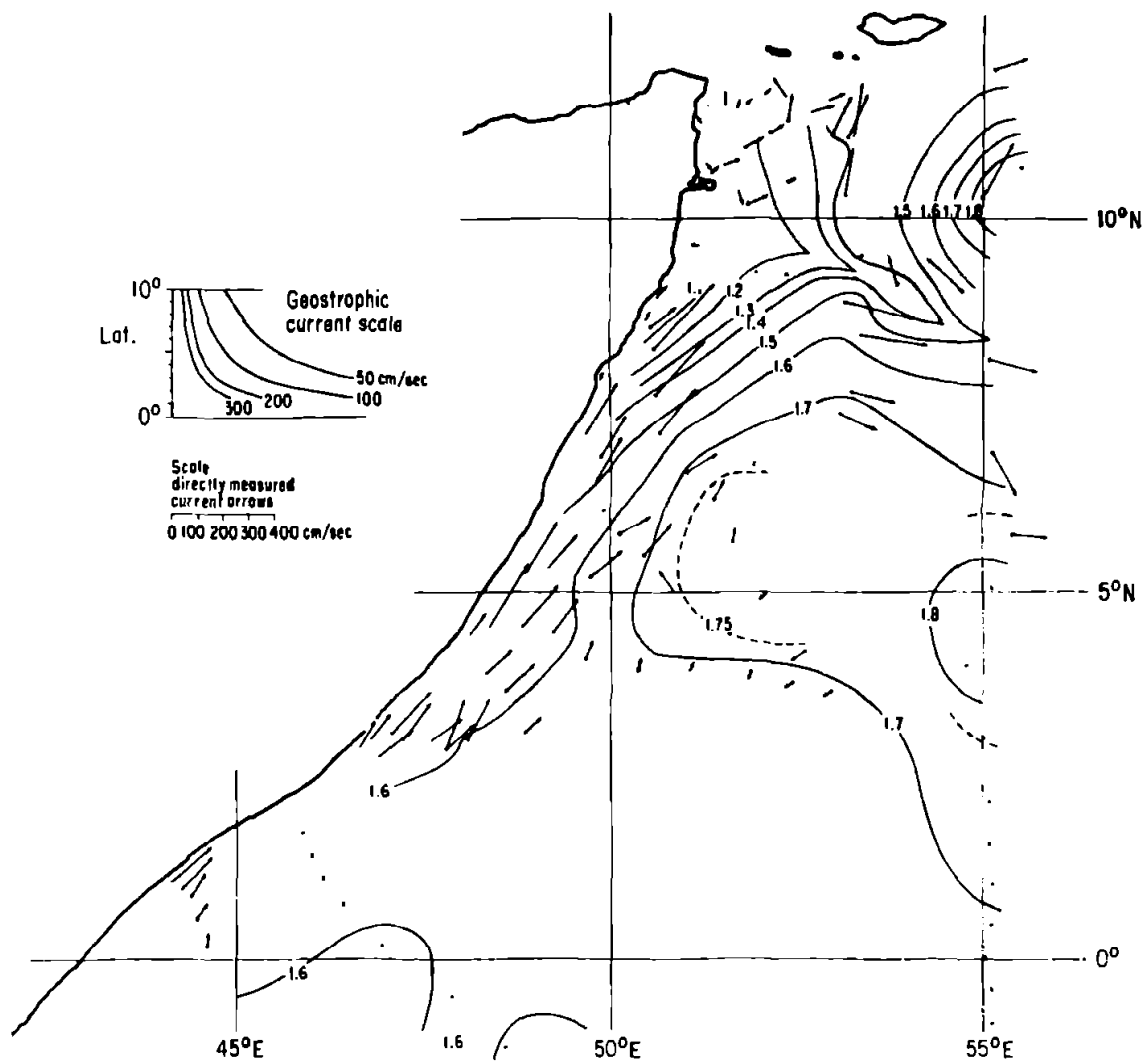 1.5 1.6 1.7 1.8
10°N
10°
Geostrophic
current scale
Lat.
50 cm/sec
100
200
300
0°
1.2
1.3
1.4
1.5
1.6
1.7
Scale
directly measured
current arrows
0 100 200 300 400 cm/sec
5°N
1.75
1.8
1.7
1.6
1.6
0°
1.6
45°E
50°E
55°E